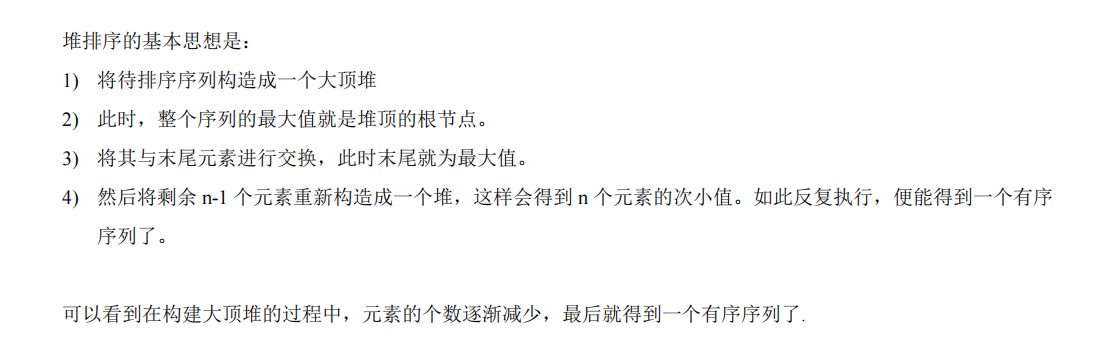 堆排序的基本思想是：
1) 将待排序序列构造成一个大顶堆
2) 此时，整个序列的最大值就是堆顶的根节点。
3) 将其与末尾元素进行交换，此时末尾就为最大值。
4) 然后将剩余 n-1 个元素重新构造成一个堆，这样会得到 n 个元素的次小值。如此反复执行，便能得到一个有序
序列了。
可以看到在构建大顶堆的过程中，元素的个数逐渐减少，最后就得到一个有序序列了.